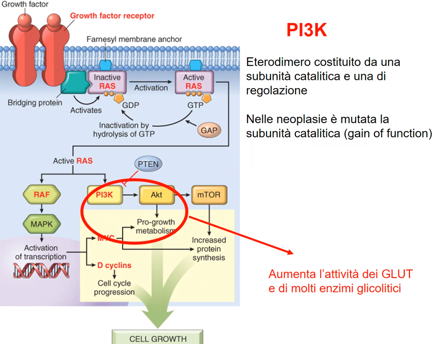 Growth factor
Growth factor receptor
PI3K
Farnesyl membrane anchor
Inactive
RAS
Active
RAS
Activation
Bridging protein
Activates
GDP
GTP
Inactivation by
hydrolysis of GTP
GAP
Eterodimero costituito da una
subunità catalitica e una di
regolazione
Nelle neoplasie è mutata la
subunità catalitica (gain of function)
Active RAS
PTEN
RAF
PI3K
Akt
mTOR
MAPK
Pro-growth
metabolism
Activation
of transcription
MYC
Increased
protein
synthesis
D cyclins
Cell cycle
progression
Aumenta l'attività dei GLUT
e di molti enzimi glicolitici
CELL GROWTH